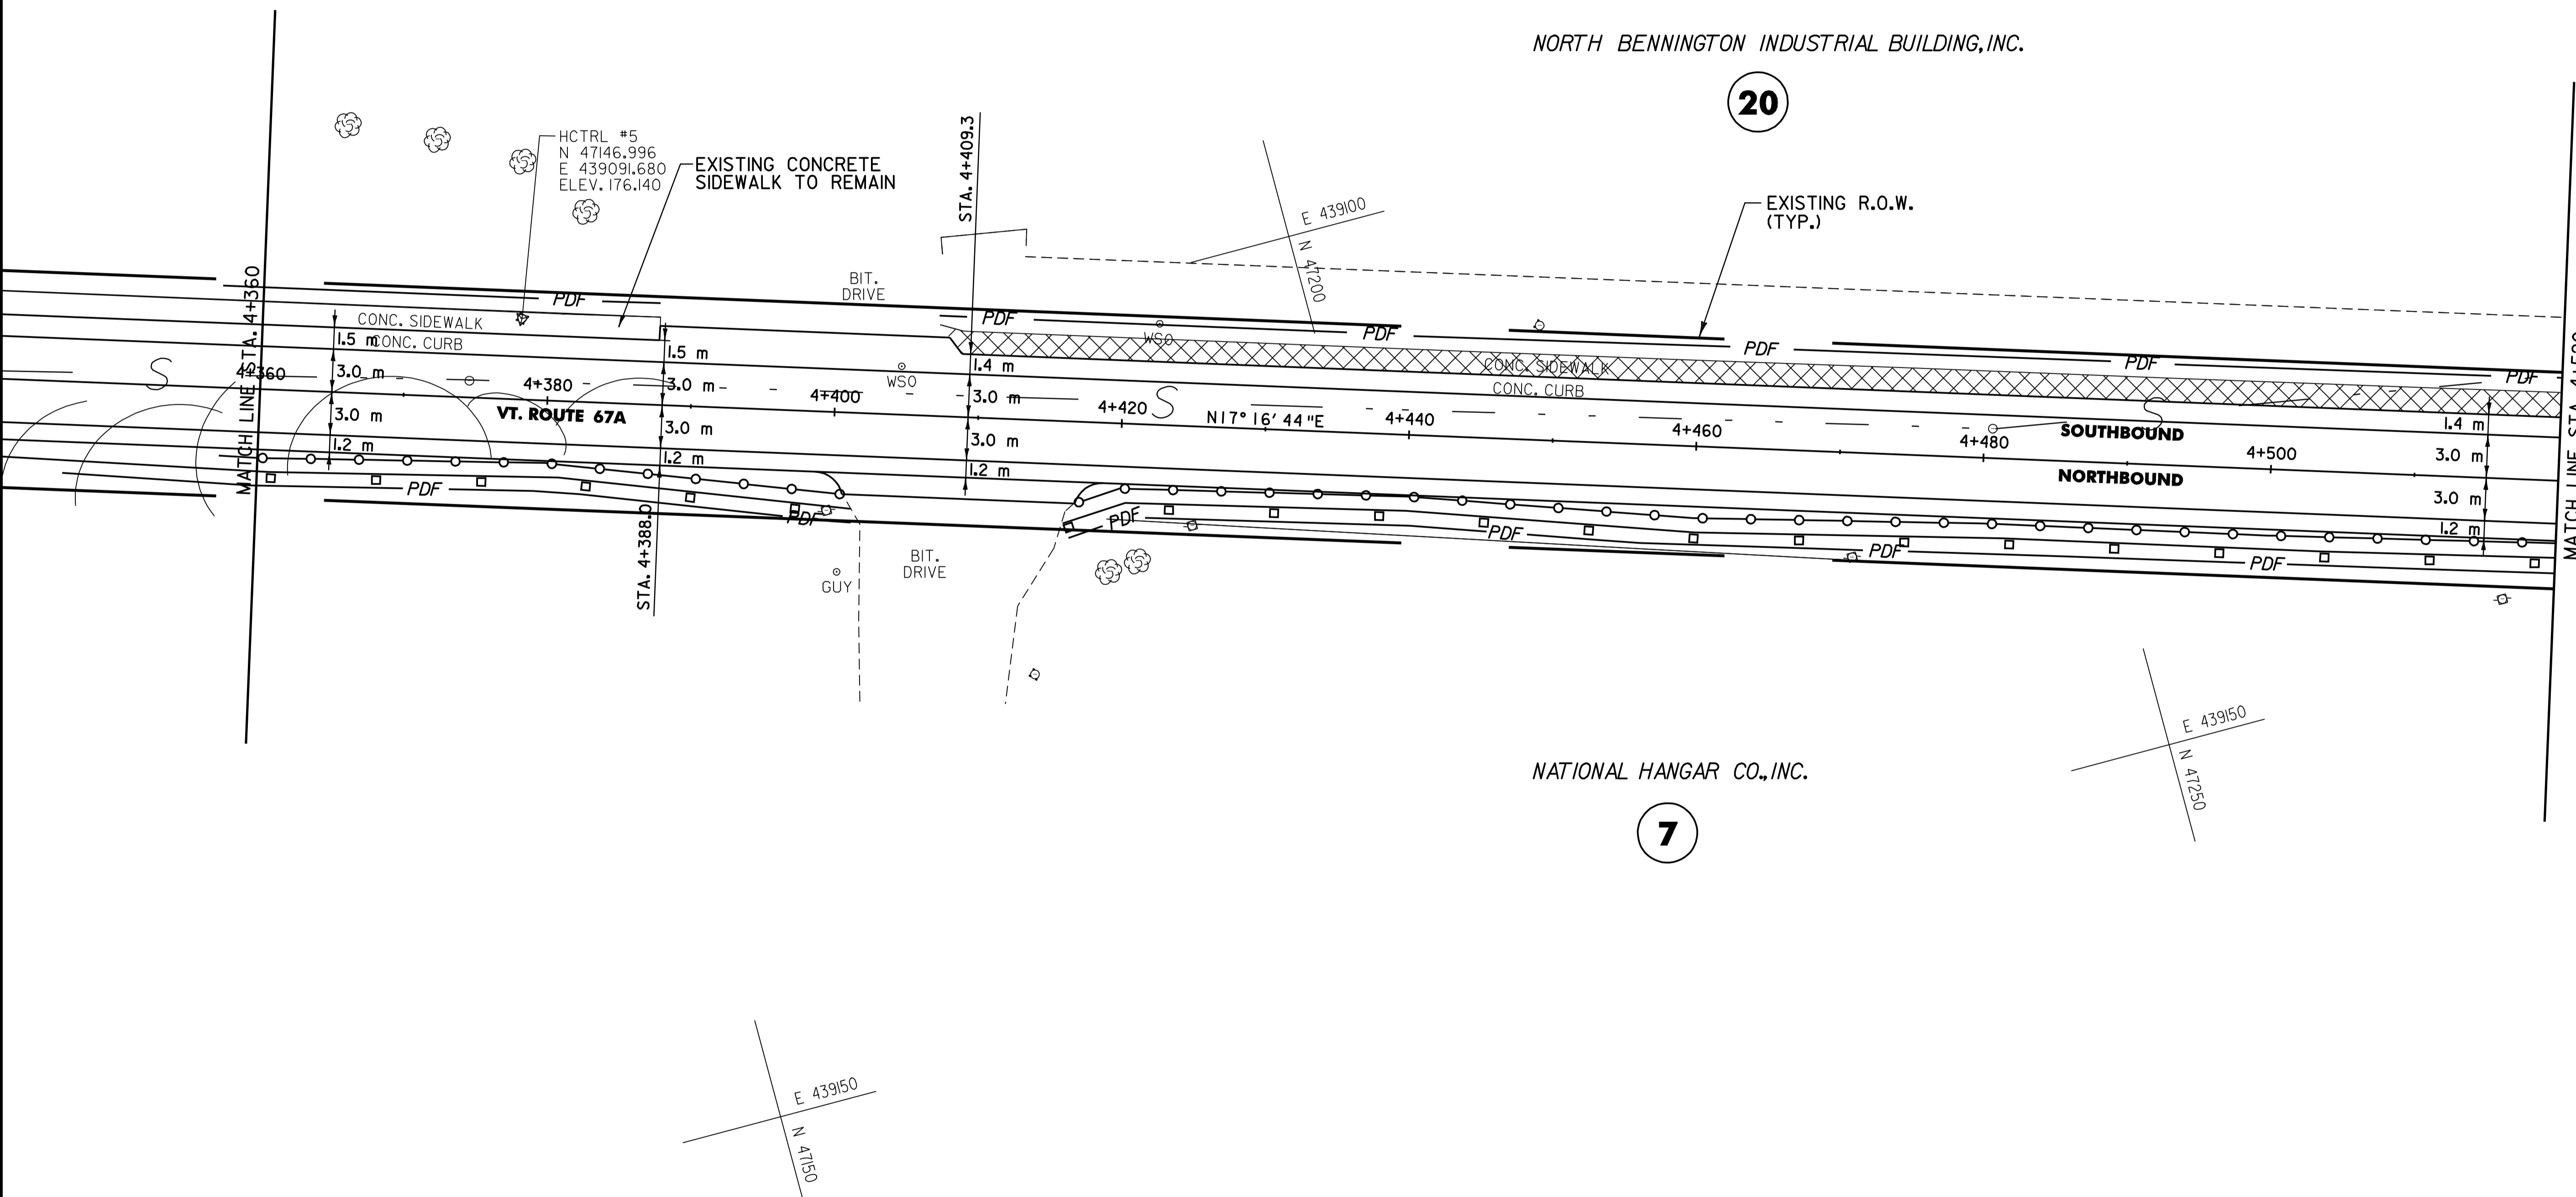 NORTH BENNINGTON INDUSTRIAL BUILDING, INC.
20
HCTRL #5
N 47146.996
E 439091.680
ELEV. 176.140
EXISTING CONCRETE
SIDEWALK TO REMAIN
STA. 4+409.3
E 439100
N 47200
EXISTING R.O.W.
(TYP.)
MATCH LINE STA. 4+360
BIT.
DRIVE
PDF
PDF
PDF
PDF
PDF
PDF
CONC. SIDEWALK
CONC. CURB
WSO
WSO
CONC. SIDEWALK
CONC. CURB
1.5 m
3.0 m
3.0 m
1.2 m
1.5 m
3.0 m
3.0 m
1.2 m
1.4 m
3.0 m
3.0 m
1.2 m
1.4 m
3.0 m
3.0 m
1.2 m
S
S
S
4+360
4+380
4+400
4+420
4+440
4+460
4+480
4+500
VT. ROUTE 67A
N 17° 16' 44" E
SOUTHBOUND
NORTHBOUND
PDF
PDF
PDF
PDF
PDF
PDF
STA. 4+388.0
GUY
BIT.
DRIVE
NATIONAL HANGAR CO., INC.
7
E 439150
N 47250
E 439150
N 47150
MATCH LINE STA.